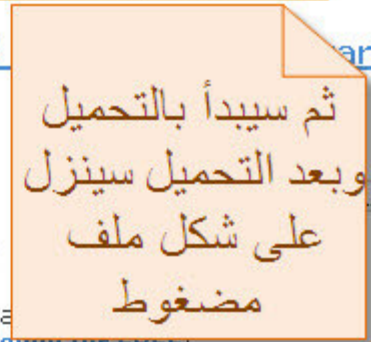 ثم سيبدأ بالتحميل
وبعد التحميل سينزل
على شكل ملف
مضغوط